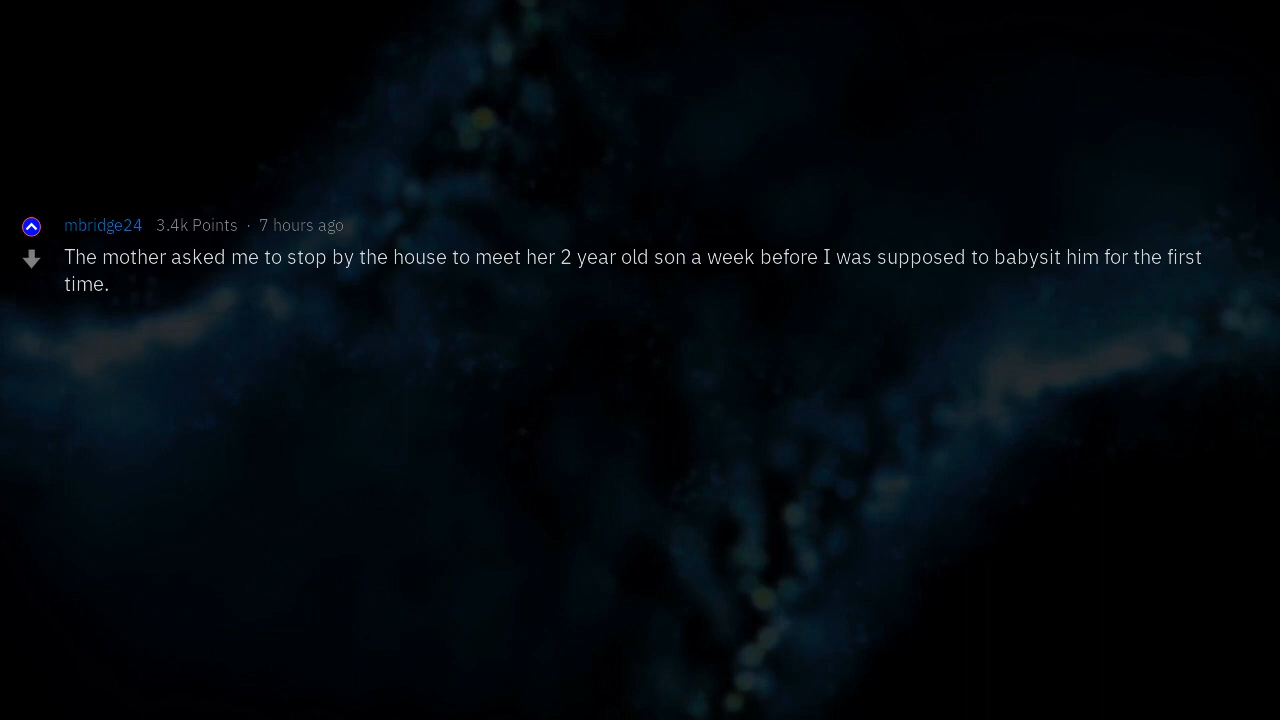 mbridge24 3.4k Points · 7 hours ago
The mother asked me to stop by the house to meet her 2 year old son a week before I was supposed to babysit him for the first
time.